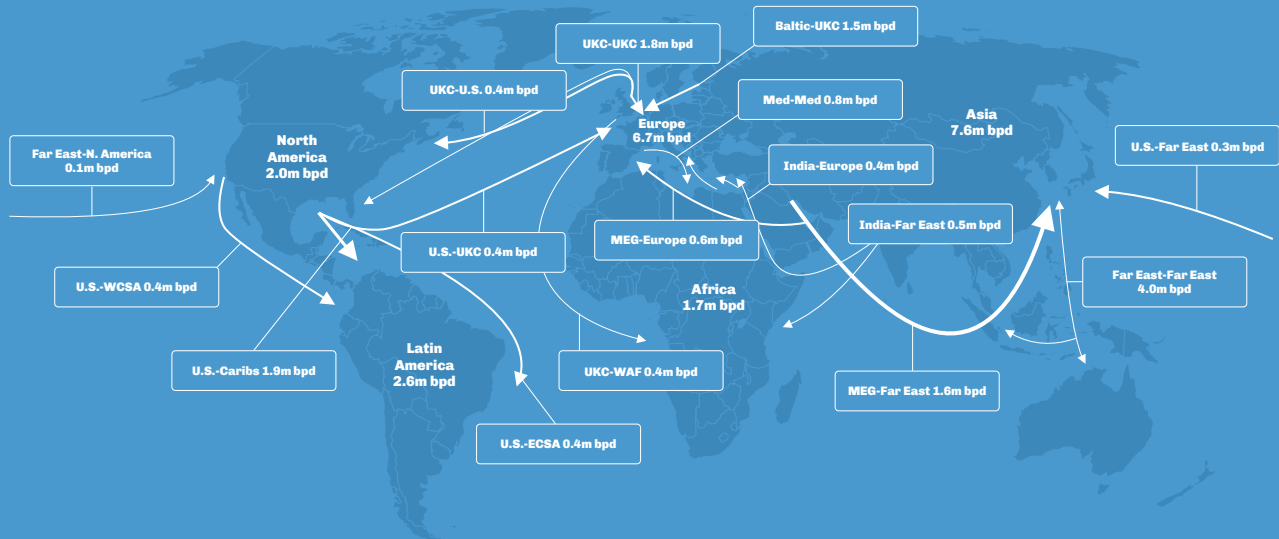 UKC-UKC 1.8m bpd
Baltic-UKC 1.5m bpd
UKC-U.S. 0.4m bpd
Med-Med 0.8m bpd
Europe
6.7m bpd
Asia
7.6m bpd
North
America
2.0m bpd
Far East-N. America
0.1m bpd
U.S.-Far East 0.3m bpd
India-Europe 0.4m bpd
India-Far East 0.5m bpd
MEG-Europe 0.6m bpd
U.S.-UKC 0.4m bpd
U.S.-WCSA 0.4m bpd
Far East-Far East
4.0m bpd
Africa
1.7m bpd
Latin
America
2.6m bpd
U.S.-Caribs 1.9m bpd
UKC-WAF 0.4m bpd
MEG-Far East 1.6m bpd
U.S.-ECSA 0.4m bpd